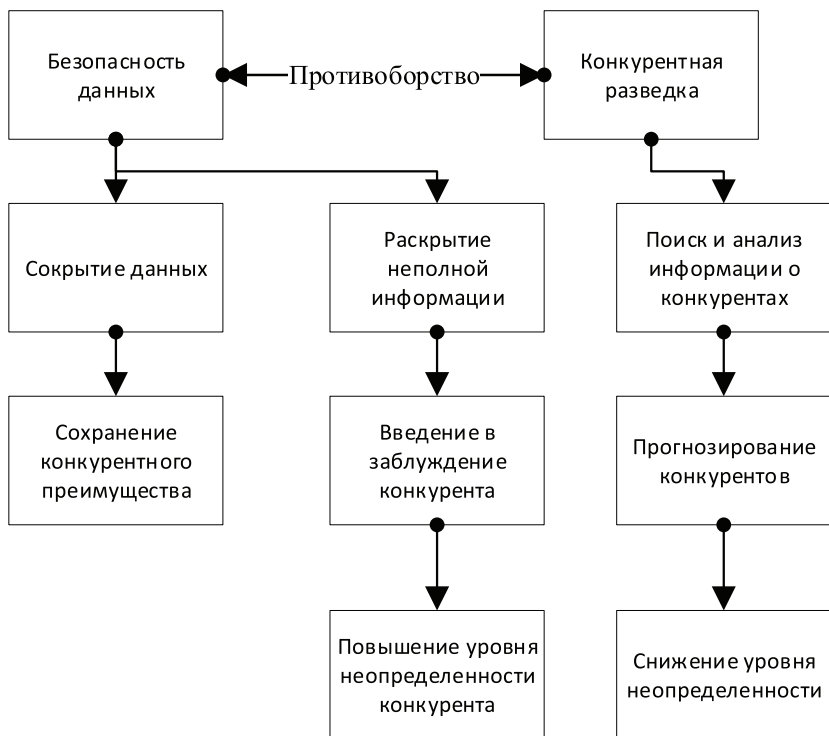 Безопасность
данных
Противоборство
Конкурентная
разведка
Сокрытие данных
Раскрытие
неполной
информации
Поиск и анализ
информации о
конкурентах
Сохранение
конкурентного
преимущества
Введение в
заблуждение
конкурента
Прогнозирование
конкурентов
Повышение уровня
неопределенности
конкурента
Снижение уровня
неопределенности